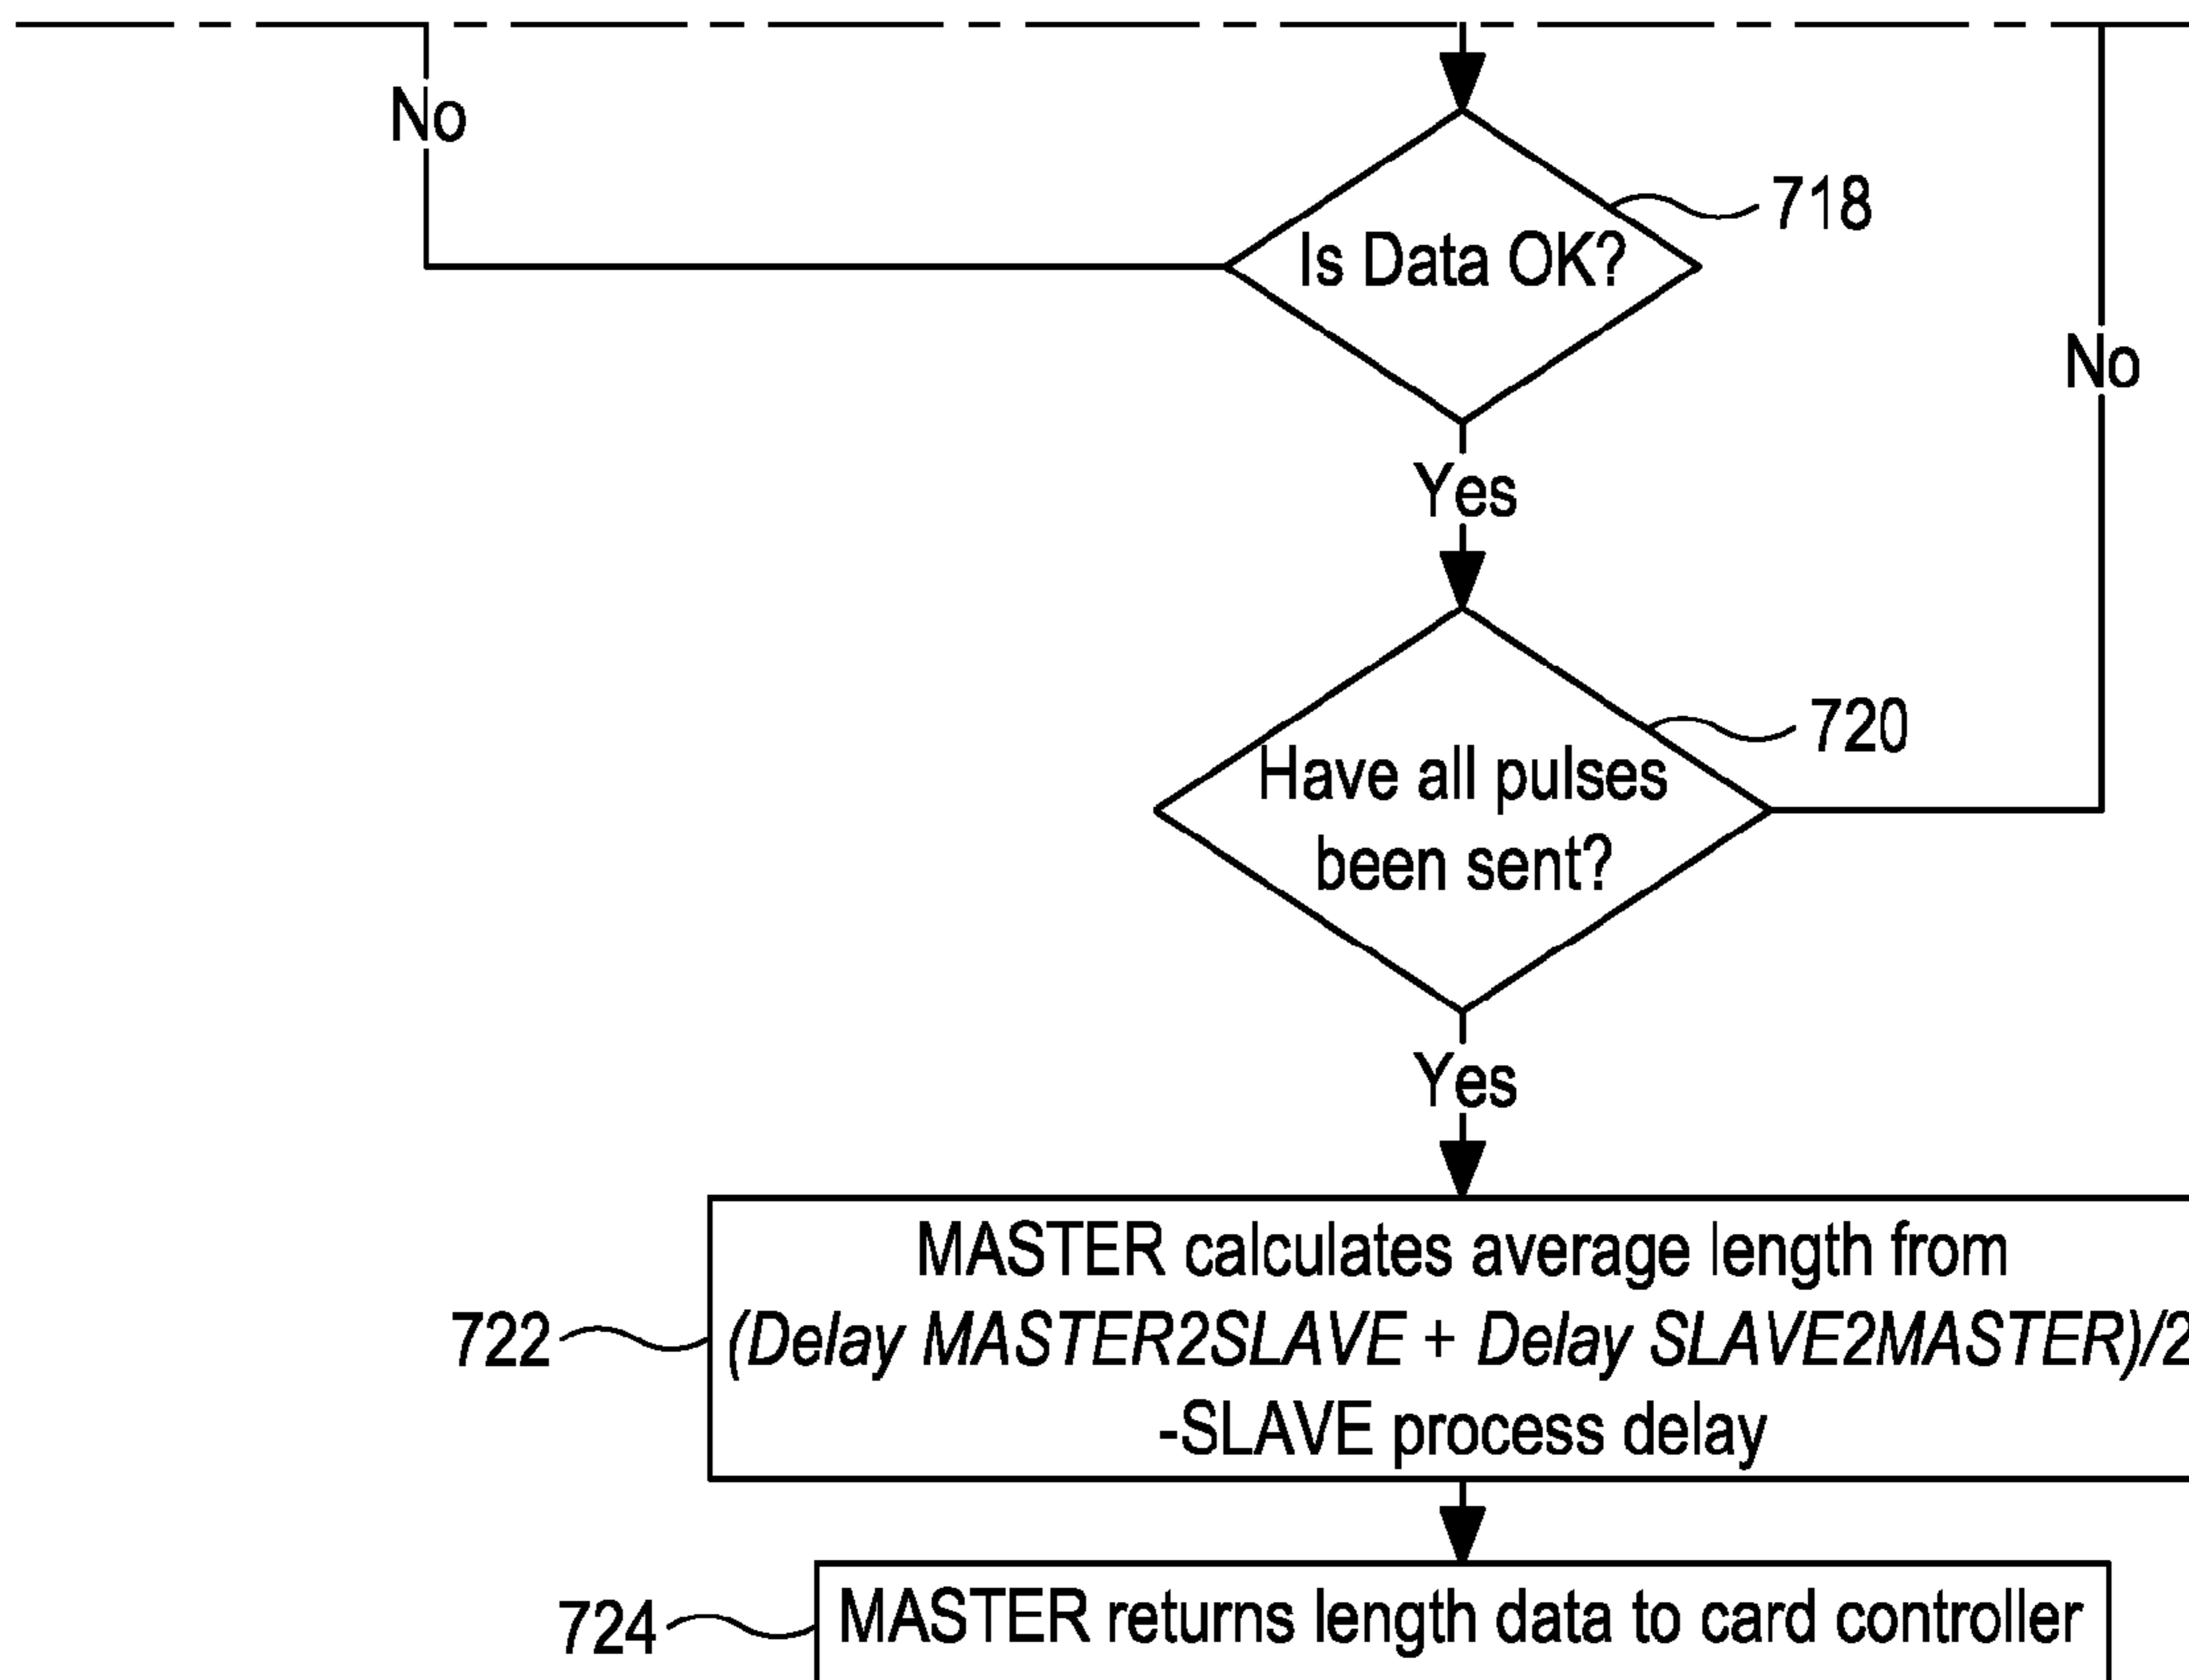 No
718
Is Data OK?
No
Yes
720
Have all pulses
been sent?
Yes
MASTER calculates average length from
722
(Delay MASTER2SLAVE + Delay SLAVE2MASTER)/2
-SLAVE process delay
724
MASTER returns length data to card controller